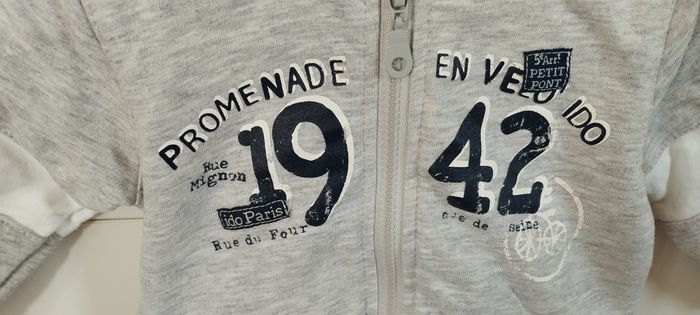 PROMENADE
19
Rue
Mignon
ido Paris
Rue du Four
EN VELO IDO
5e Arr!
PETIT
PONT
42
Rue de Seine